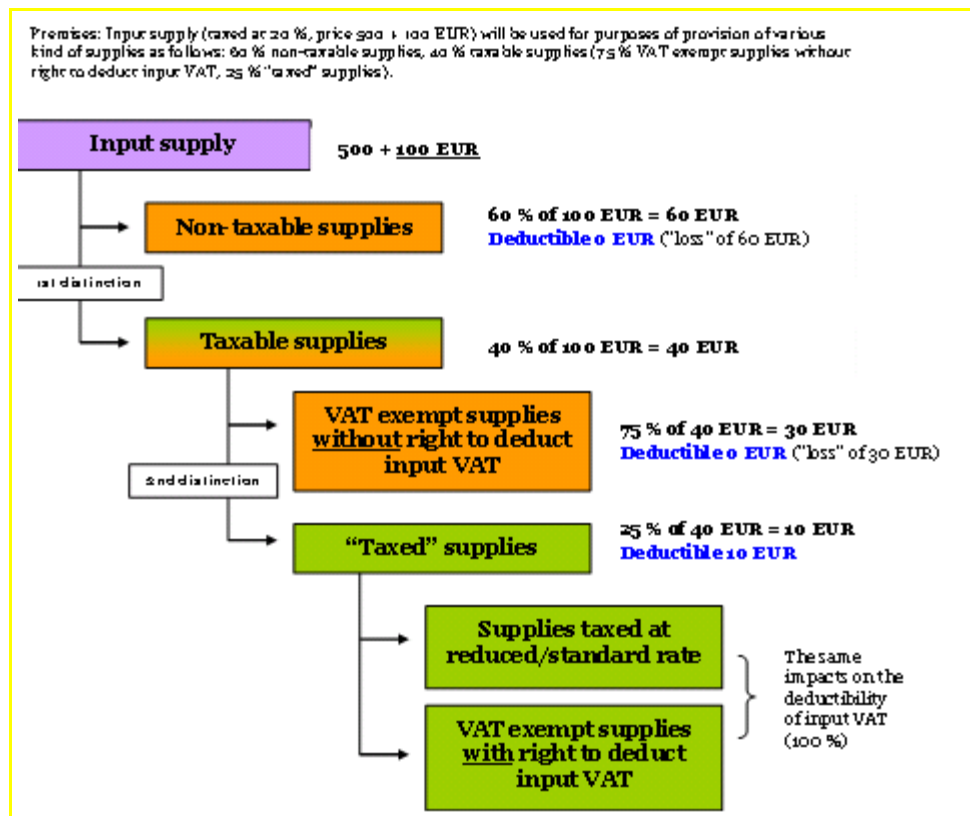 Premises: Input supply (taxed at 20 %, price 500 + 100 EUR) will be used for purposes of provision of various
kind of supplies as follows: 60 % non-taxable supplies, 40 % taxable supplies (75 % VAT exempt supplies without
right to deduct input VAT, 25 % "taxed" supplies).
Input supply
500 + 100 EUR
Non-taxable supplies
60 % of 100 EUR = 60 EUR
Deductible 0 EUR ("loss" of 60 EUR)
1st distinction
Taxable supplies
40 % of 100 EUR = 40 EUR
VAT exempt supplies
without right to deduct
input VAT
75 % of 40 EUR = 30 EUR
Deductible 0 EUR ("loss" of 30 EUR)
2nd distinction
“Taxed” supplies
25 % of 40 EUR = 10 EUR
Deductible 10 EUR
Supplies taxed at
reduced/standard rate
The same
impacts on the
deductibility
of input VAT
(100 %)
VAT exempt supplies
with right to deduct
input VAT